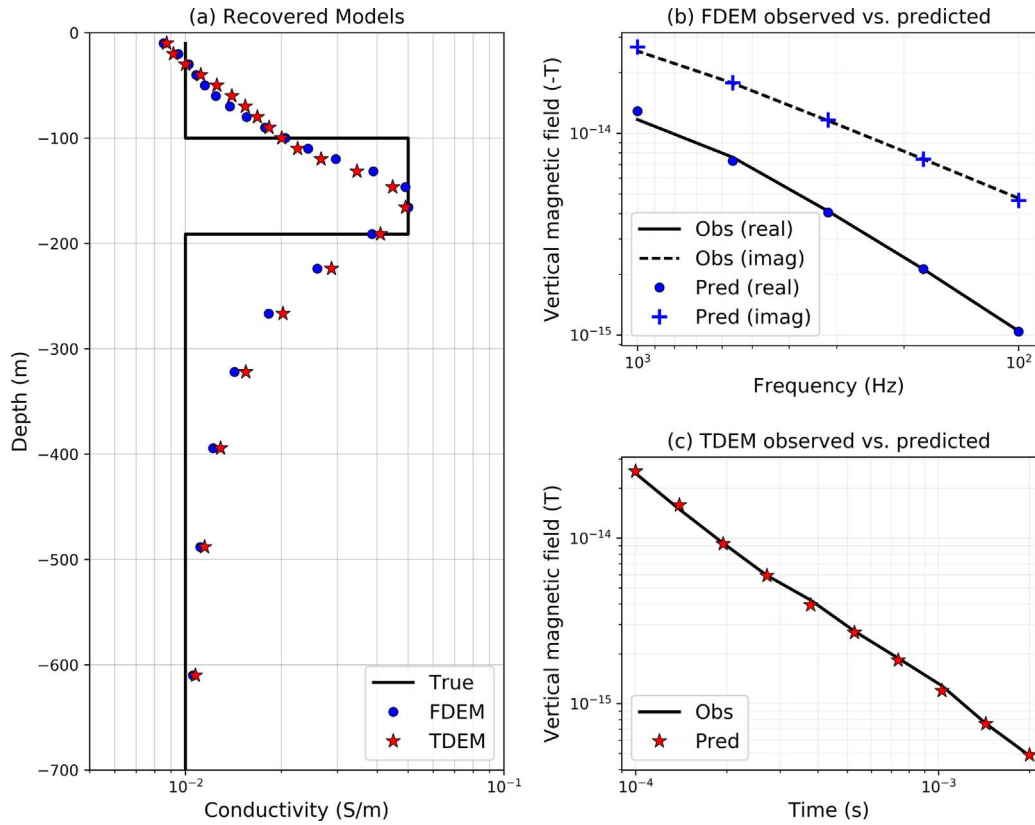 (a) Recovered Models
0
−100
−200
−300
−400
−500
−600
−700
Depth (m)
10⁻²
10⁻¹
Conductivity (S/m)
True
FDEM
TDEM
(b) FDEM observed vs. predicted
Vertical magnetic field (-T)
10⁻¹⁴
10⁻¹⁵
Obs (real)
Obs (imag)
Pred (real)
Pred (imag)
10³
10²
Frequency (Hz)
(c) TDEM observed vs. predicted
Vertical magnetic field (T)
10⁻¹⁴
10⁻¹⁵
Obs
Pred
10⁻⁴
10⁻³
Time (s)